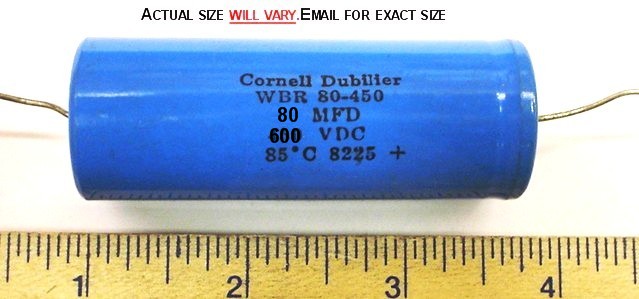 ACTUAL SIZE WILL VARY.EMAIL FOR EXACT SIZE
Cornell Dubilier
WBR 80-450
80 MFD
600 VDC
85°C 8225 +
1 2 3 4